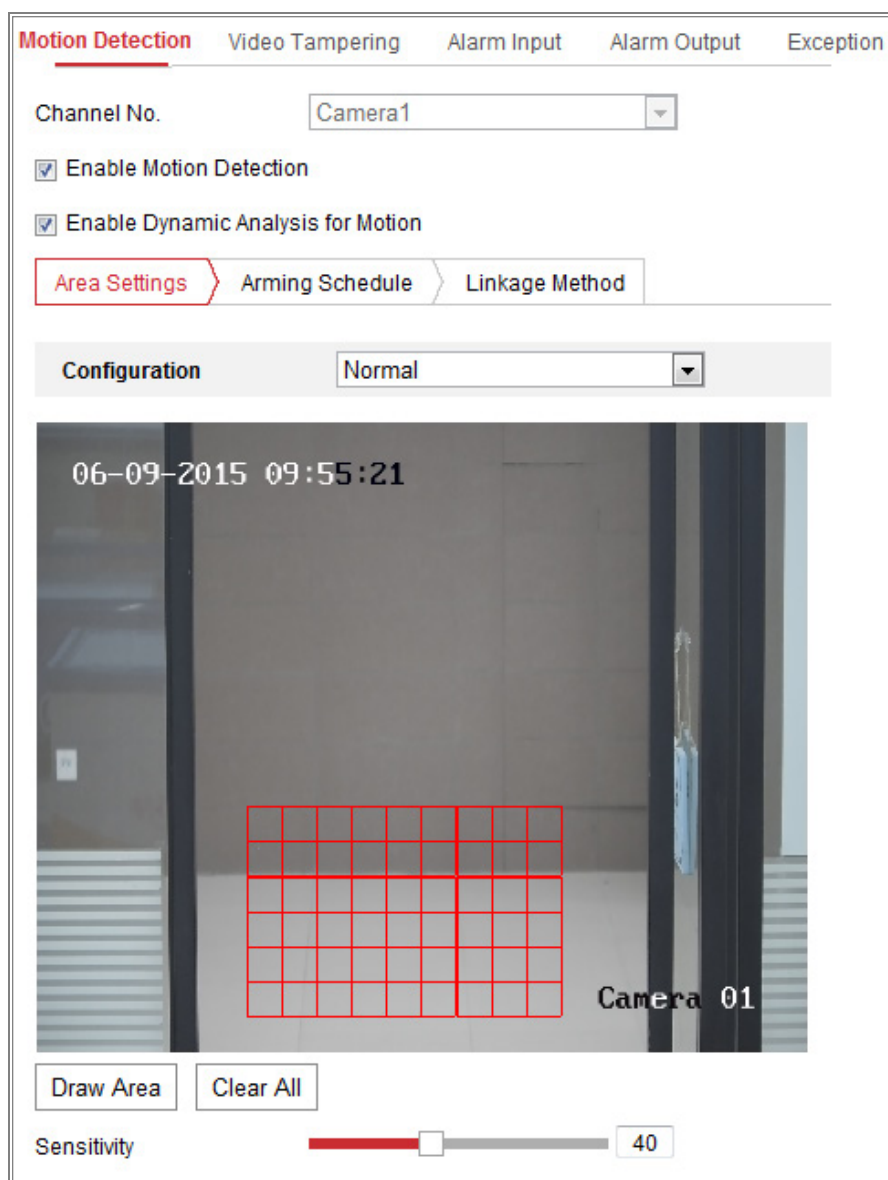 Motion Detection Video Tampering Alarm Input Alarm Output Exception
Channel No. Camera1
Enable Motion Detection
Enable Dynamic Analysis for Motion
Area Settings Arming Schedule Linkage Method
Configuration Normal
06-09-2015 09:55:21
Camera 01
Draw Area Clear All
Sensitivity 40